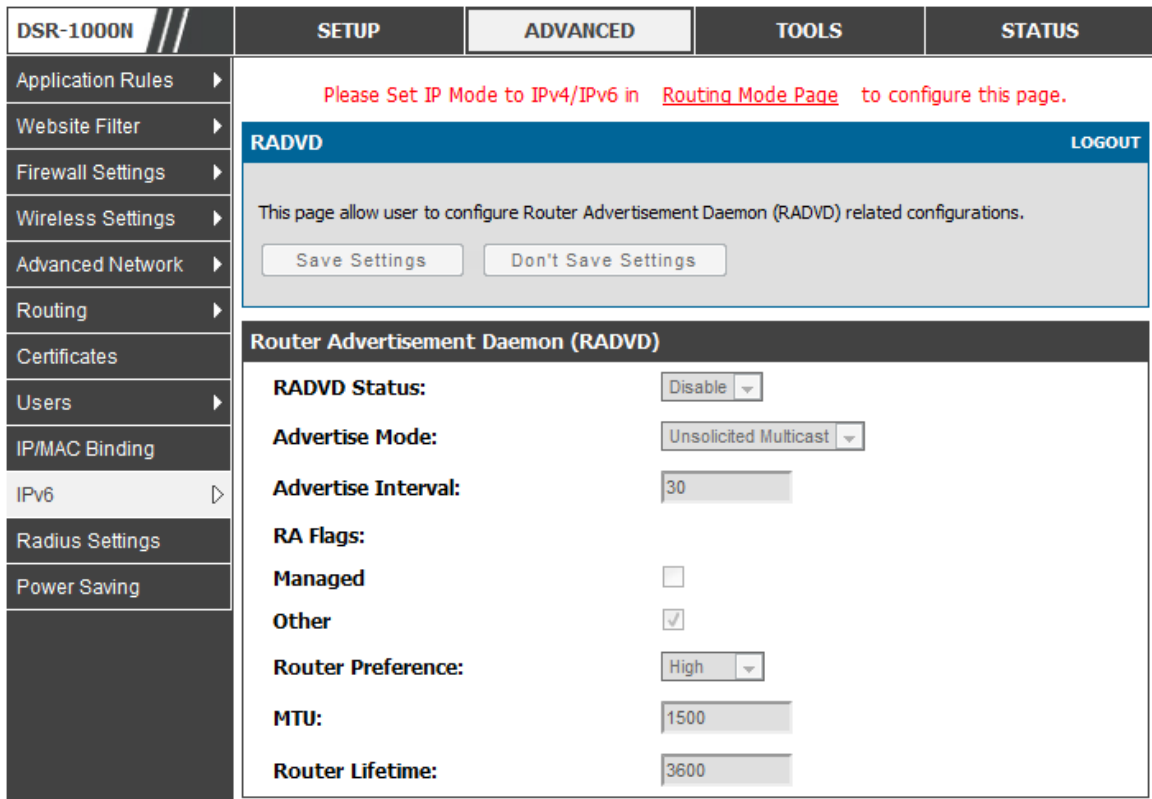 DSR-1000N
SETUP
ADVANCED
TOOLS
STATUS
Application Rules
Website Filter
Firewall Settings
Wireless Settings
Advanced Network
Routing
Certificates
Users
IP/MAC Binding
IPv6
Radius Settings
Power Saving
Please Set IP Mode to IPv4/IPv6 in Routing Mode Page to configure this page.
RADVD LOGOUT
This page allow user to configure Router Advertisement Daemon (RADVD) related configurations.
Save Settings Don't Save Settings
Router Advertisement Daemon (RADVD)
RADVD Status: Disable
Advertise Mode: Unsolicited Multicast
Advertise Interval: 30
RA Flags:
Managed
Other
Router Preference: High
MTU: 1500
Router Lifetime: 3600